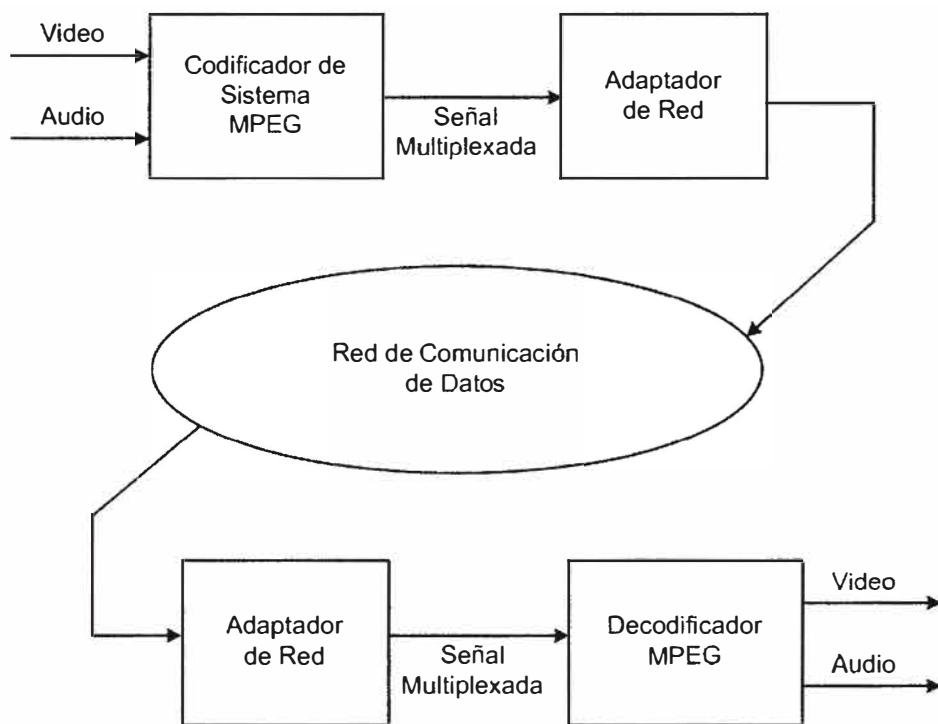 Video
Audio
Codificador de
Sistema
MPEG
Señal
Multiplexada
Adaptador
de Red
Red de Comunicación
de Datos
Adaptador
de Red
Señal
Multiplexada
Decodificador
MPEG
Video
Audio